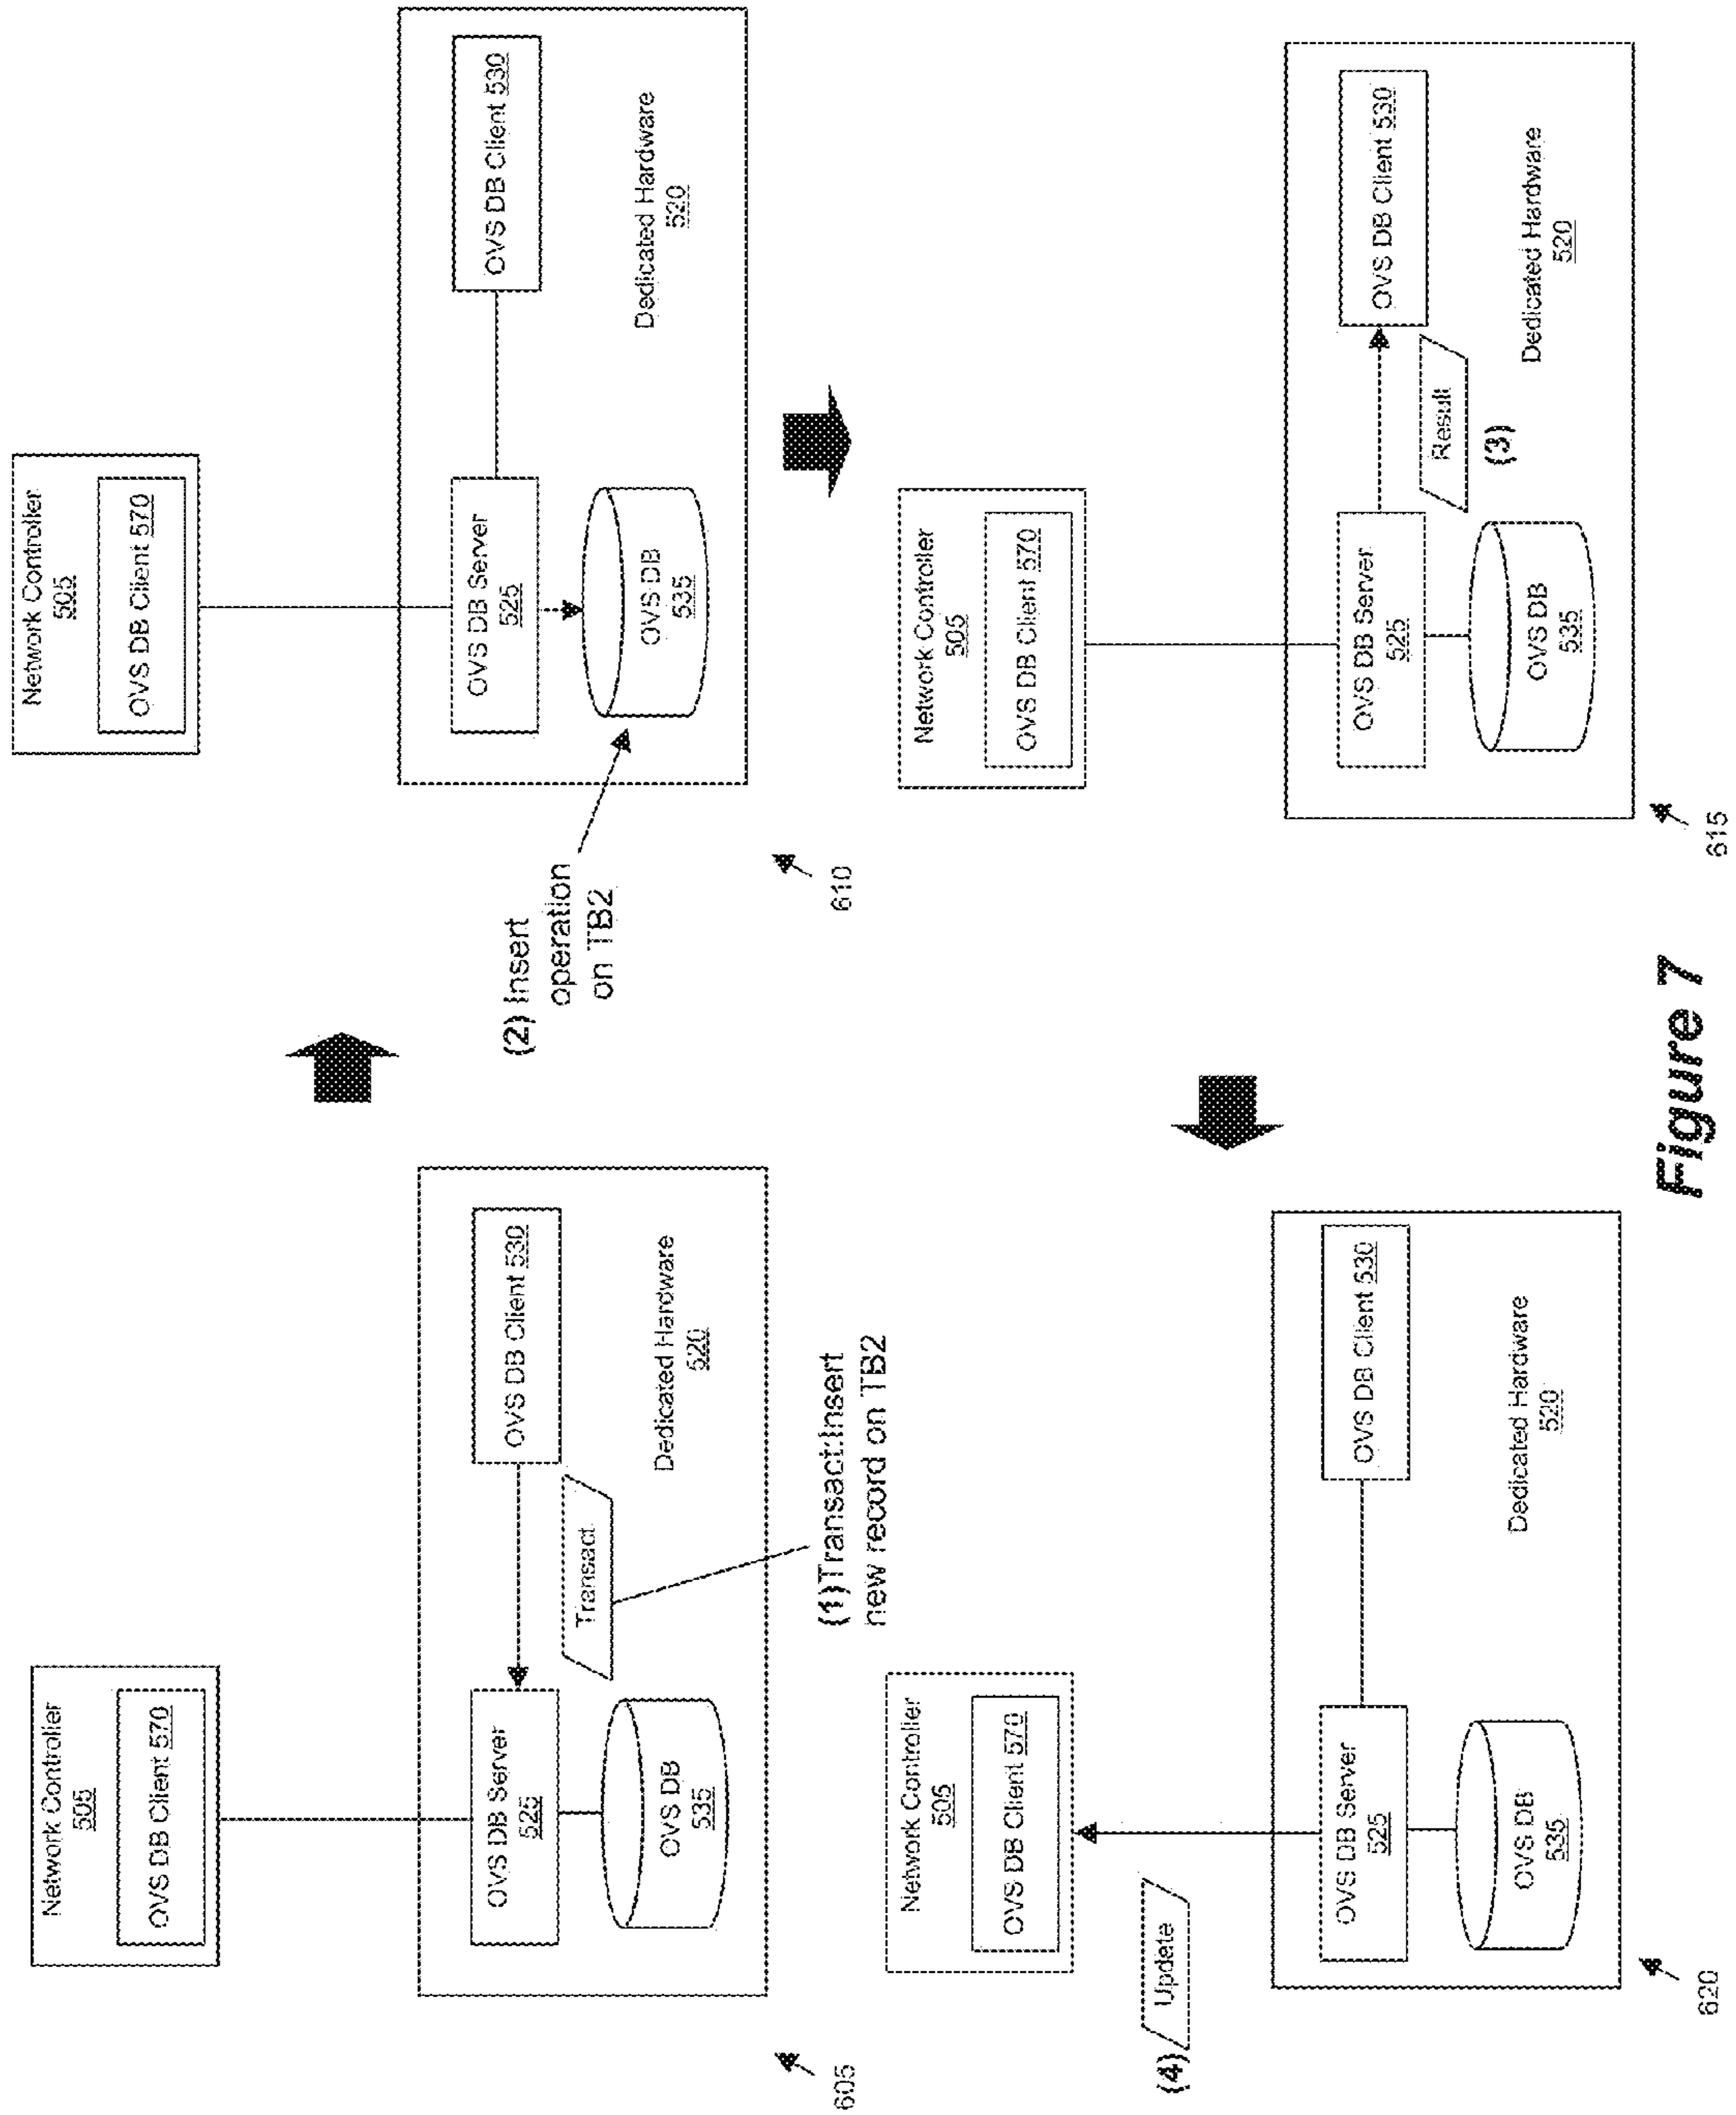 Network Controller
505
OVS DB Client 570
OVS DB Server
525
OVS DB Client 530
Transact
OVS DB
535
Dedicated Hardware
520
(1)Transact:Insert
new record on TB2
605
Network Controller
505
OVS DB Client 570
OVS DB Server
525
OVS DB Client 530
OVS DB
535
Dedicated Hardware
520
(2) Insert
operation
on TB2
610
Network Controller
505
OVS DB Client 570
(4)
Update
OVS DB Server
525
OVS DB Client 530
OVS DB
535
Dedicated Hardware
520
620
Network Controller
505
OVS DB Client 570
OVS DB Server
525
OVS DB Client 530
Result
(3)
OVS DB
535
Dedicated Hardware
520
615
Figure 7